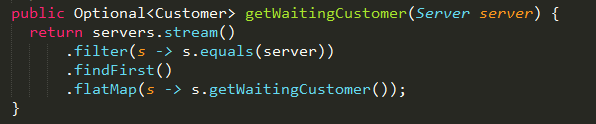 public Optional<Customer> getWaitingCustomer(Server server) {
  return servers.stream()
      .filter(s -> s.equals(server))
      .findFirst()
      .flatMap(s -> s.getWaitingCustomer());
}